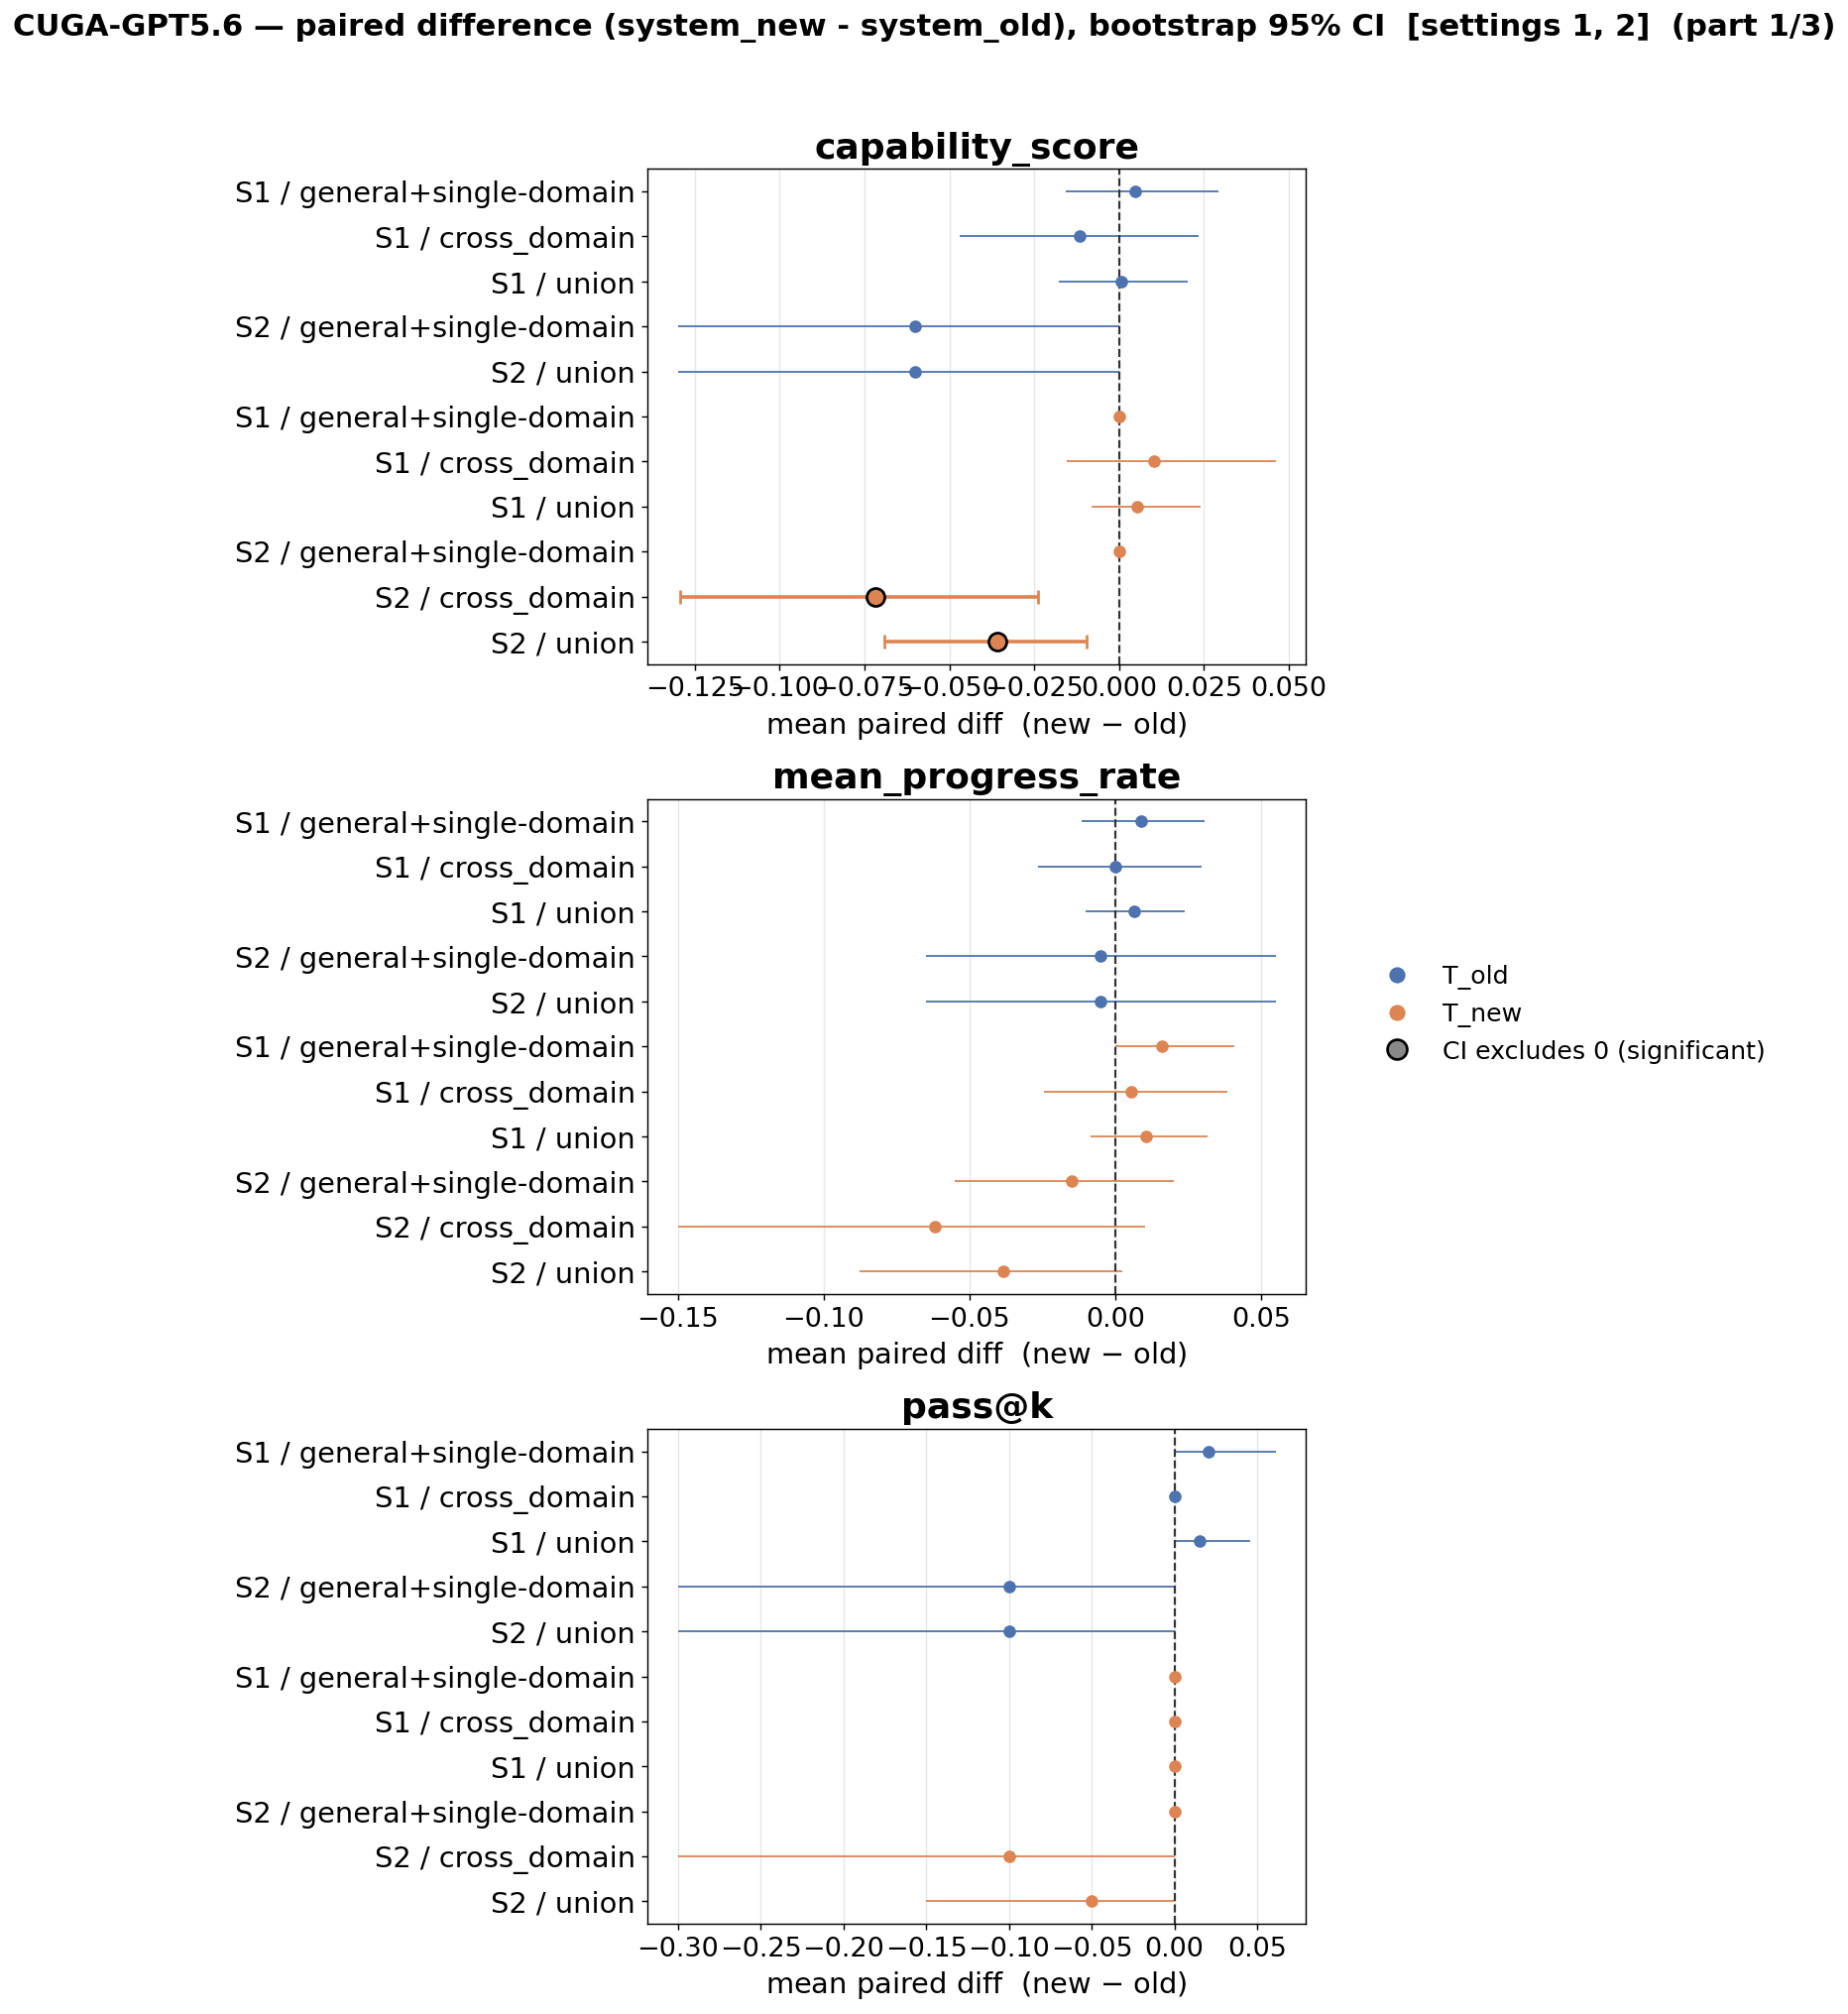 CUGA-GPT5.6 — paired difference (system_new - system_old), bootstrap 95% CI  [settings 1, 2]  (part 1/3)
capability_score
S1 / general+single-domain
S1 / cross_domain
S1 / union
S2 / general+single-domain
S2 / union
S1 / general+single-domain
S1 / cross_domain
S1 / union
S2 / general+single-domain
S2 / cross_domain
S2 / union
−0.125 −0.100 −0.075 −0.050 −0.025 0.000 0.025 0.050
mean paired diff  (new − old)
mean_progress_rate
S1 / general+single-domain
S1 / cross_domain
S1 / union
S2 / general+single-domain
S2 / union
S1 / general+single-domain
S1 / cross_domain
S1 / union
S2 / general+single-domain
S2 / cross_domain
S2 / union
−0.15 −0.10 −0.05 0.00 0.05
mean paired diff  (new − old)
T_old
T_new
CI excludes 0 (significant)
pass@k
S1 / general+single-domain
S1 / cross_domain
S1 / union
S2 / general+single-domain
S2 / union
S1 / general+single-domain
S1 / cross_domain
S1 / union
S2 / general+single-domain
S2 / cross_domain
S2 / union
−0.30 −0.25 −0.20 −0.15 −0.10 −0.05 0.00 0.05
mean paired diff  (new − old)